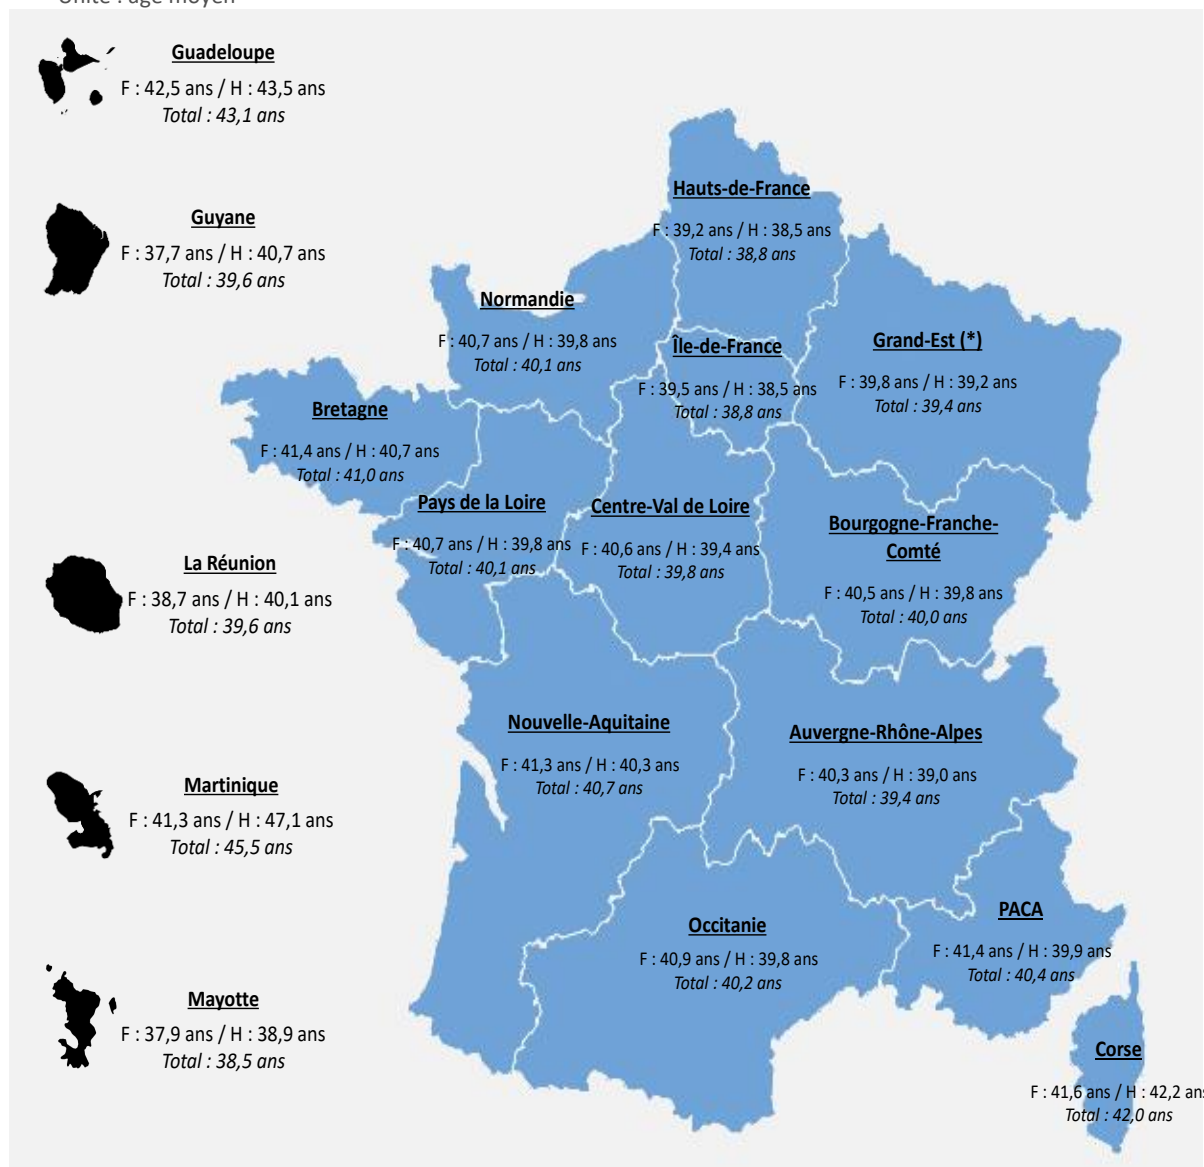 Unité : âge moyen
Guadeloupe
F : 42,5 ans / H : 43,5 ans
Total : 43,1 ans
Hauts-de-France
F : 39,2 ans / H : 38,5 ans
Total : 38,8 ans
Guyane
F : 37,7 ans / H : 40,7 ans
Total : 39,6 ans
Normandie
F : 40,7 ans / H : 39,8 ans
Total : 40,1 ans
Île-de-France
F : 39,5 ans / H : 38,5 ans
Total : 38,8 ans
Grand-Est (*)
F : 39,8 ans / H : 39,2 ans
Total : 39,4 ans
Bretagne
F : 41,4 ans / H : 40,7 ans
Total : 41,0 ans
Pays de la Loire
F : 40,7 ans / H : 39,8 ans
Total : 40,1 ans
Centre-Val de Loire
F : 40,6 ans / H : 39,4 ans
Total : 39,8 ans
Bourgogne-Franche-
Comté
F : 40,5 ans / H : 39,8 ans
Total : 40,0 ans
La Réunion
F : 38,7 ans / H : 40,1 ans
Total : 39,6 ans
Nouvelle-Aquitaine
F : 41,3 ans / H : 40,3 ans
Total : 40,7 ans
Auvergne-Rhône-Alpes
F : 40,3 ans / H : 39,0 ans
Total : 39,4 ans
Martinique
F : 41,3 ans / H : 47,1 ans
Total : 45,5 ans
Occitanie
F : 40,9 ans / H : 39,8 ans
Total : 40,2 ans
PACA
F : 41,4 ans / H : 39,9 ans
Total : 40,4 ans
Mayotte
F : 37,9 ans / H : 38,9 ans
Total : 38,5 ans
Corse
F : 41,6 ans / H : 42,2 ans
Total : 42,0 ans